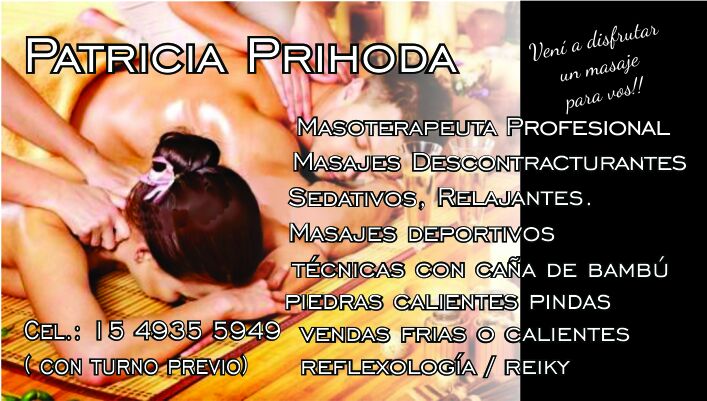 PATRICIA PRIHODA
Vení a disfrutar
un masaje
para vos!!
MASOTERAPEUTA PROFESIONAL
MASAJES DESCONTRACTURANTES
SEDATIVOS, RELAJANTES.
MASAJES DEPORTIVOS
TÉCNICAS CON CAÑA DE BAMBÚ
PIEDRAS CALIENTES PINDAS
CEL.: 15 4935 5949
VENDAS FRIAS O CALIENTES
( CON TURNO PREVIO)
REFLEXOLOGÍA / REIKY